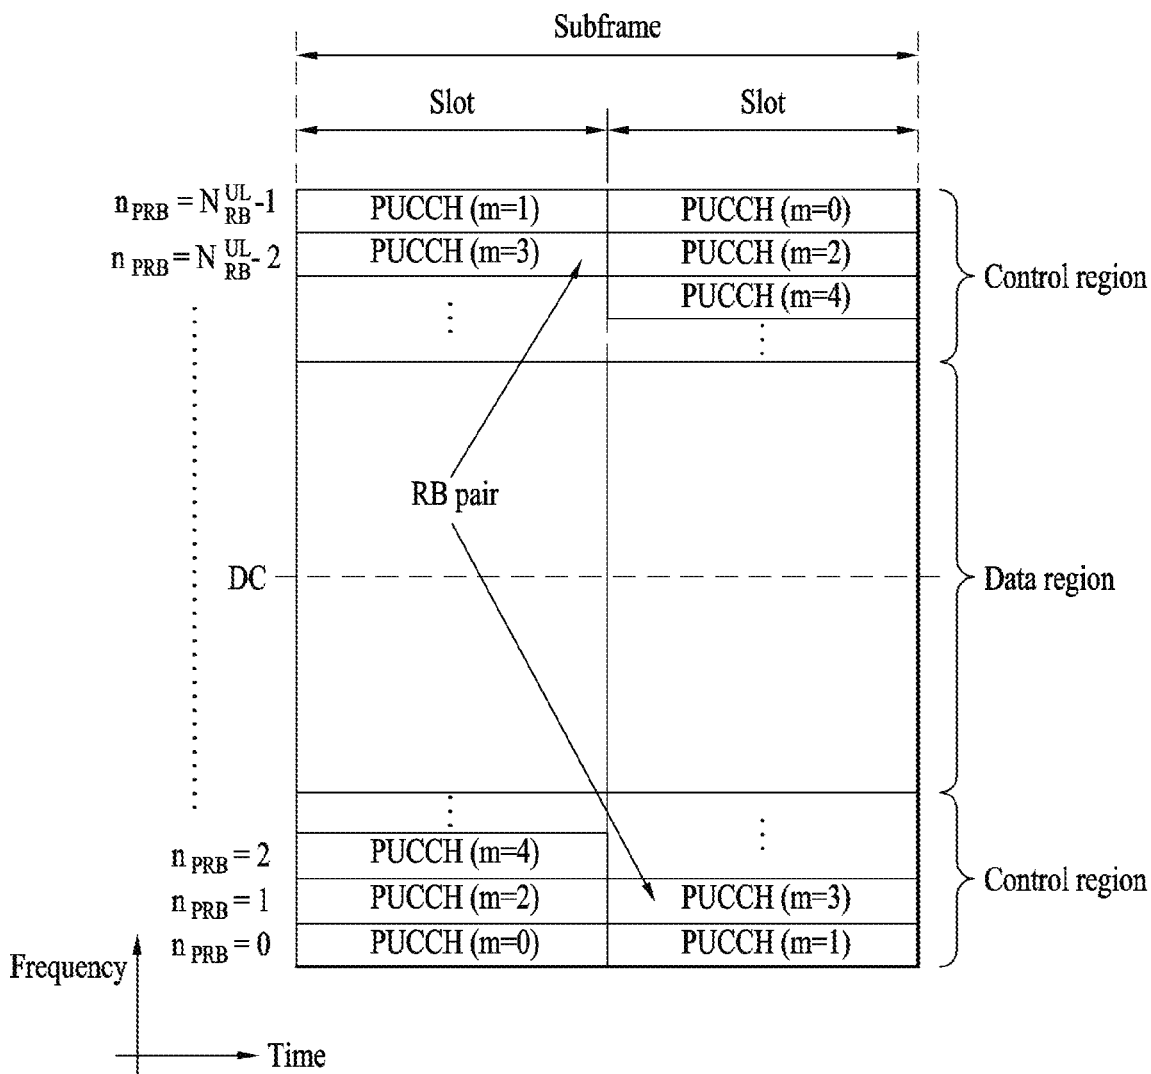 Subframe
Slot Slot
n PRB = N UL RB -1 PUCCH (m=1) PUCCH (m=0)
n PRB = N UL RB - 2 PUCCH (m=3) PUCCH (m=2)
PUCCH (m=4)
Control region
RB pair
DC
Data region
n PRB = 2 PUCCH (m=4)
Control region
n PRB = 1 PUCCH (m=2) PUCCH (m=3)
n PRB = 0 PUCCH (m=0) PUCCH (m=1)
Frequency
Time